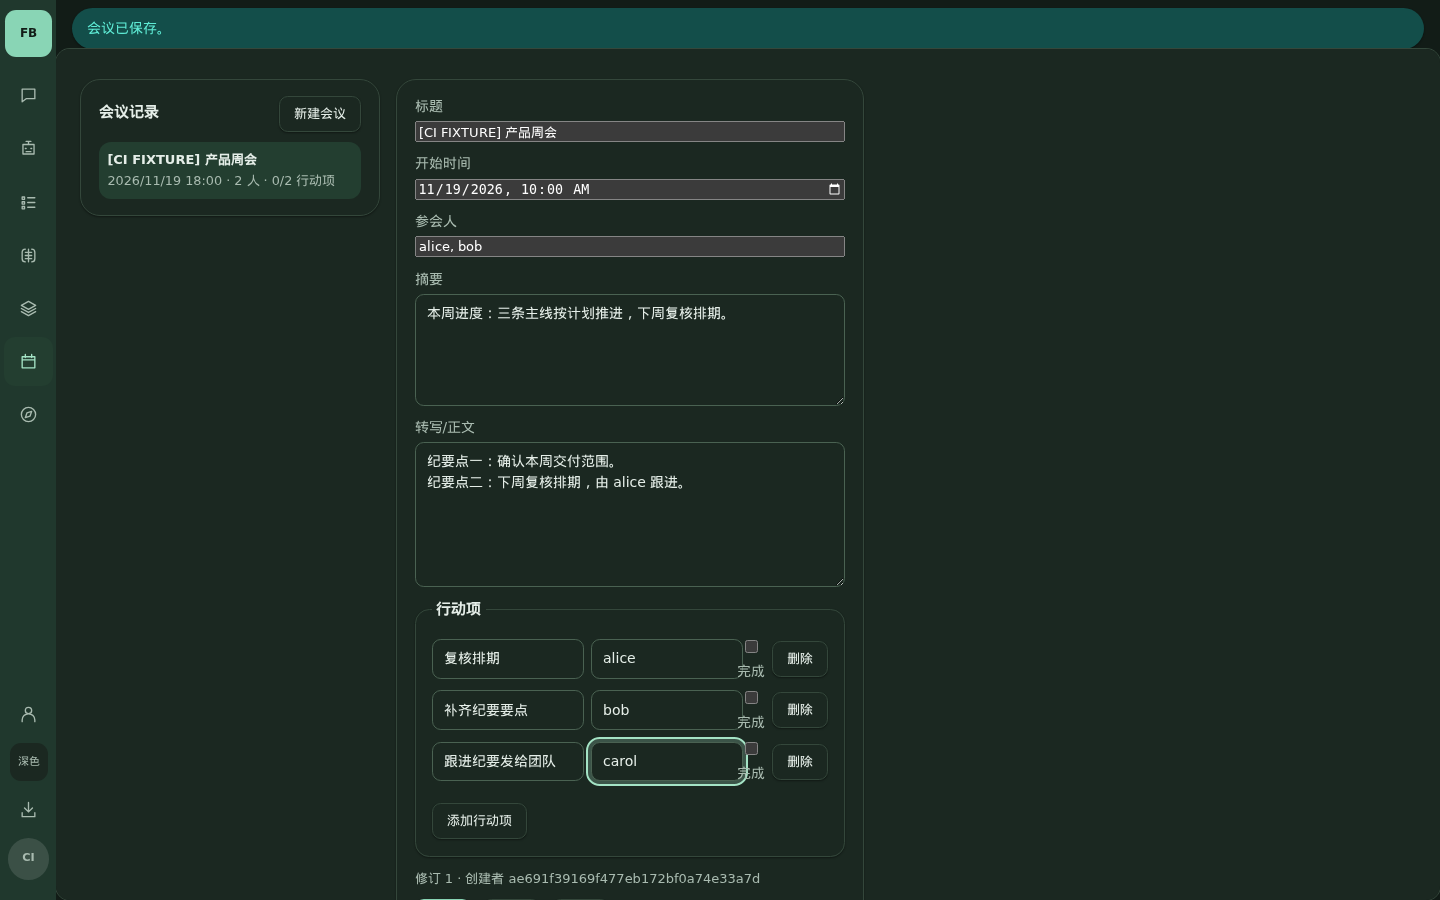 FB
会议已保存。
会议记录
新建会议
[CI FIXTURE] 产品周会
2026/11/19 18:00 · 2 人 · 0/2 行动项
标题
[CI FIXTURE] 产品周会
开始时间
11/19/2026, 10:00 AM
参会人
alice, bob
摘要
本周进度：三条主线按计划推进，下周复核排期。
转写/正文
纪要点一：确认本周交付范围。
纪要点二：下周复核排期，由 alice 跟进。
行动项
复核排期 alice 完成 删除
补齐纪要要点 bob 完成 删除
跟进纪要发给团队 carol 完成 删除
添加行动项
修订 1 · 创建者 ae691f39169f477eb172bf0a74e33a7d
深色
CI